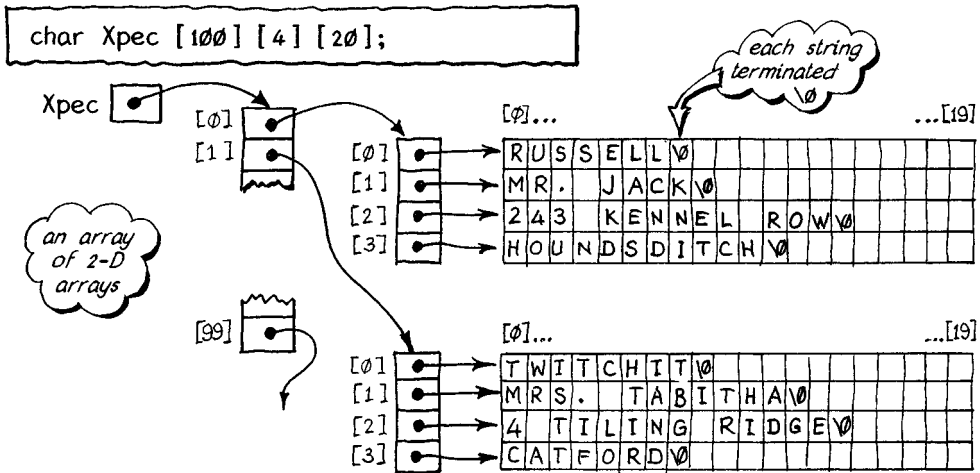 char Xpec [100] [4] [20];
each string
terminated
\0
Xpec
[0]
[1]
[0]... ...[19]
[0] RUSSELL\0
[1] MR. JACK\0
[2] 243 KENNEL ROW\0
[3] HOUNDSDITCH\0
an array
of 2-D
arrays
[99]
[0]... ...[19]
[0] TWITCHIT\0
[1] MRS. TABITHA\0
[2] 4 TILING RIDGE\0
[3] CATFORD\0